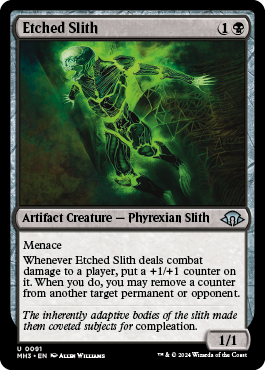 Etched Slith 1
Artifact Creature — Phyrexian Slith
Menace
Whenever Etched Slith deals combat
damage to a player, put a +1/+1 counter on
it. When you do, you may remove a counter
from another target permanent or opponent.
The inherently adaptive bodies of the slith made
them coveted subjects for compleation.
1/1
U 0091
MH3 • EN ALLEN WILLIAMS
™ & © 2024 Wizards of the Coast